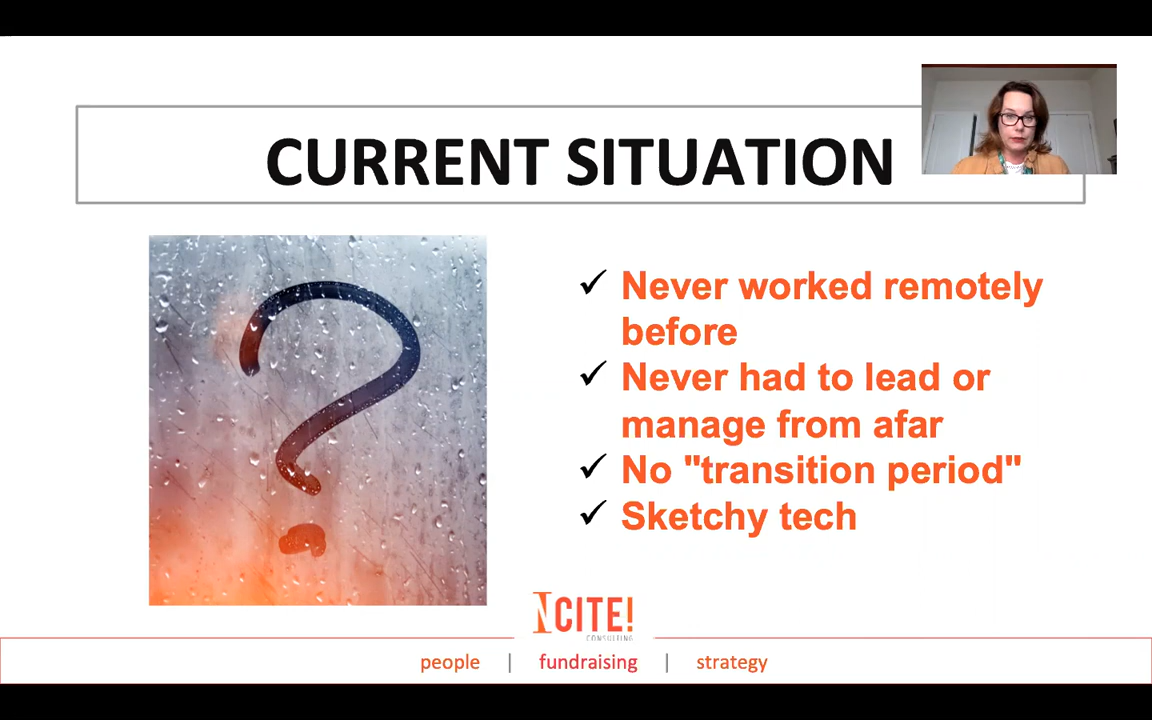 CURRENT SITUATION
✓ Never worked remotely
before
✓ Never had to lead or
manage from afar
✓ No "transition period"
✓ Sketchy tech
?
INCITE!
CONSULTING
people | fundraising | strategy